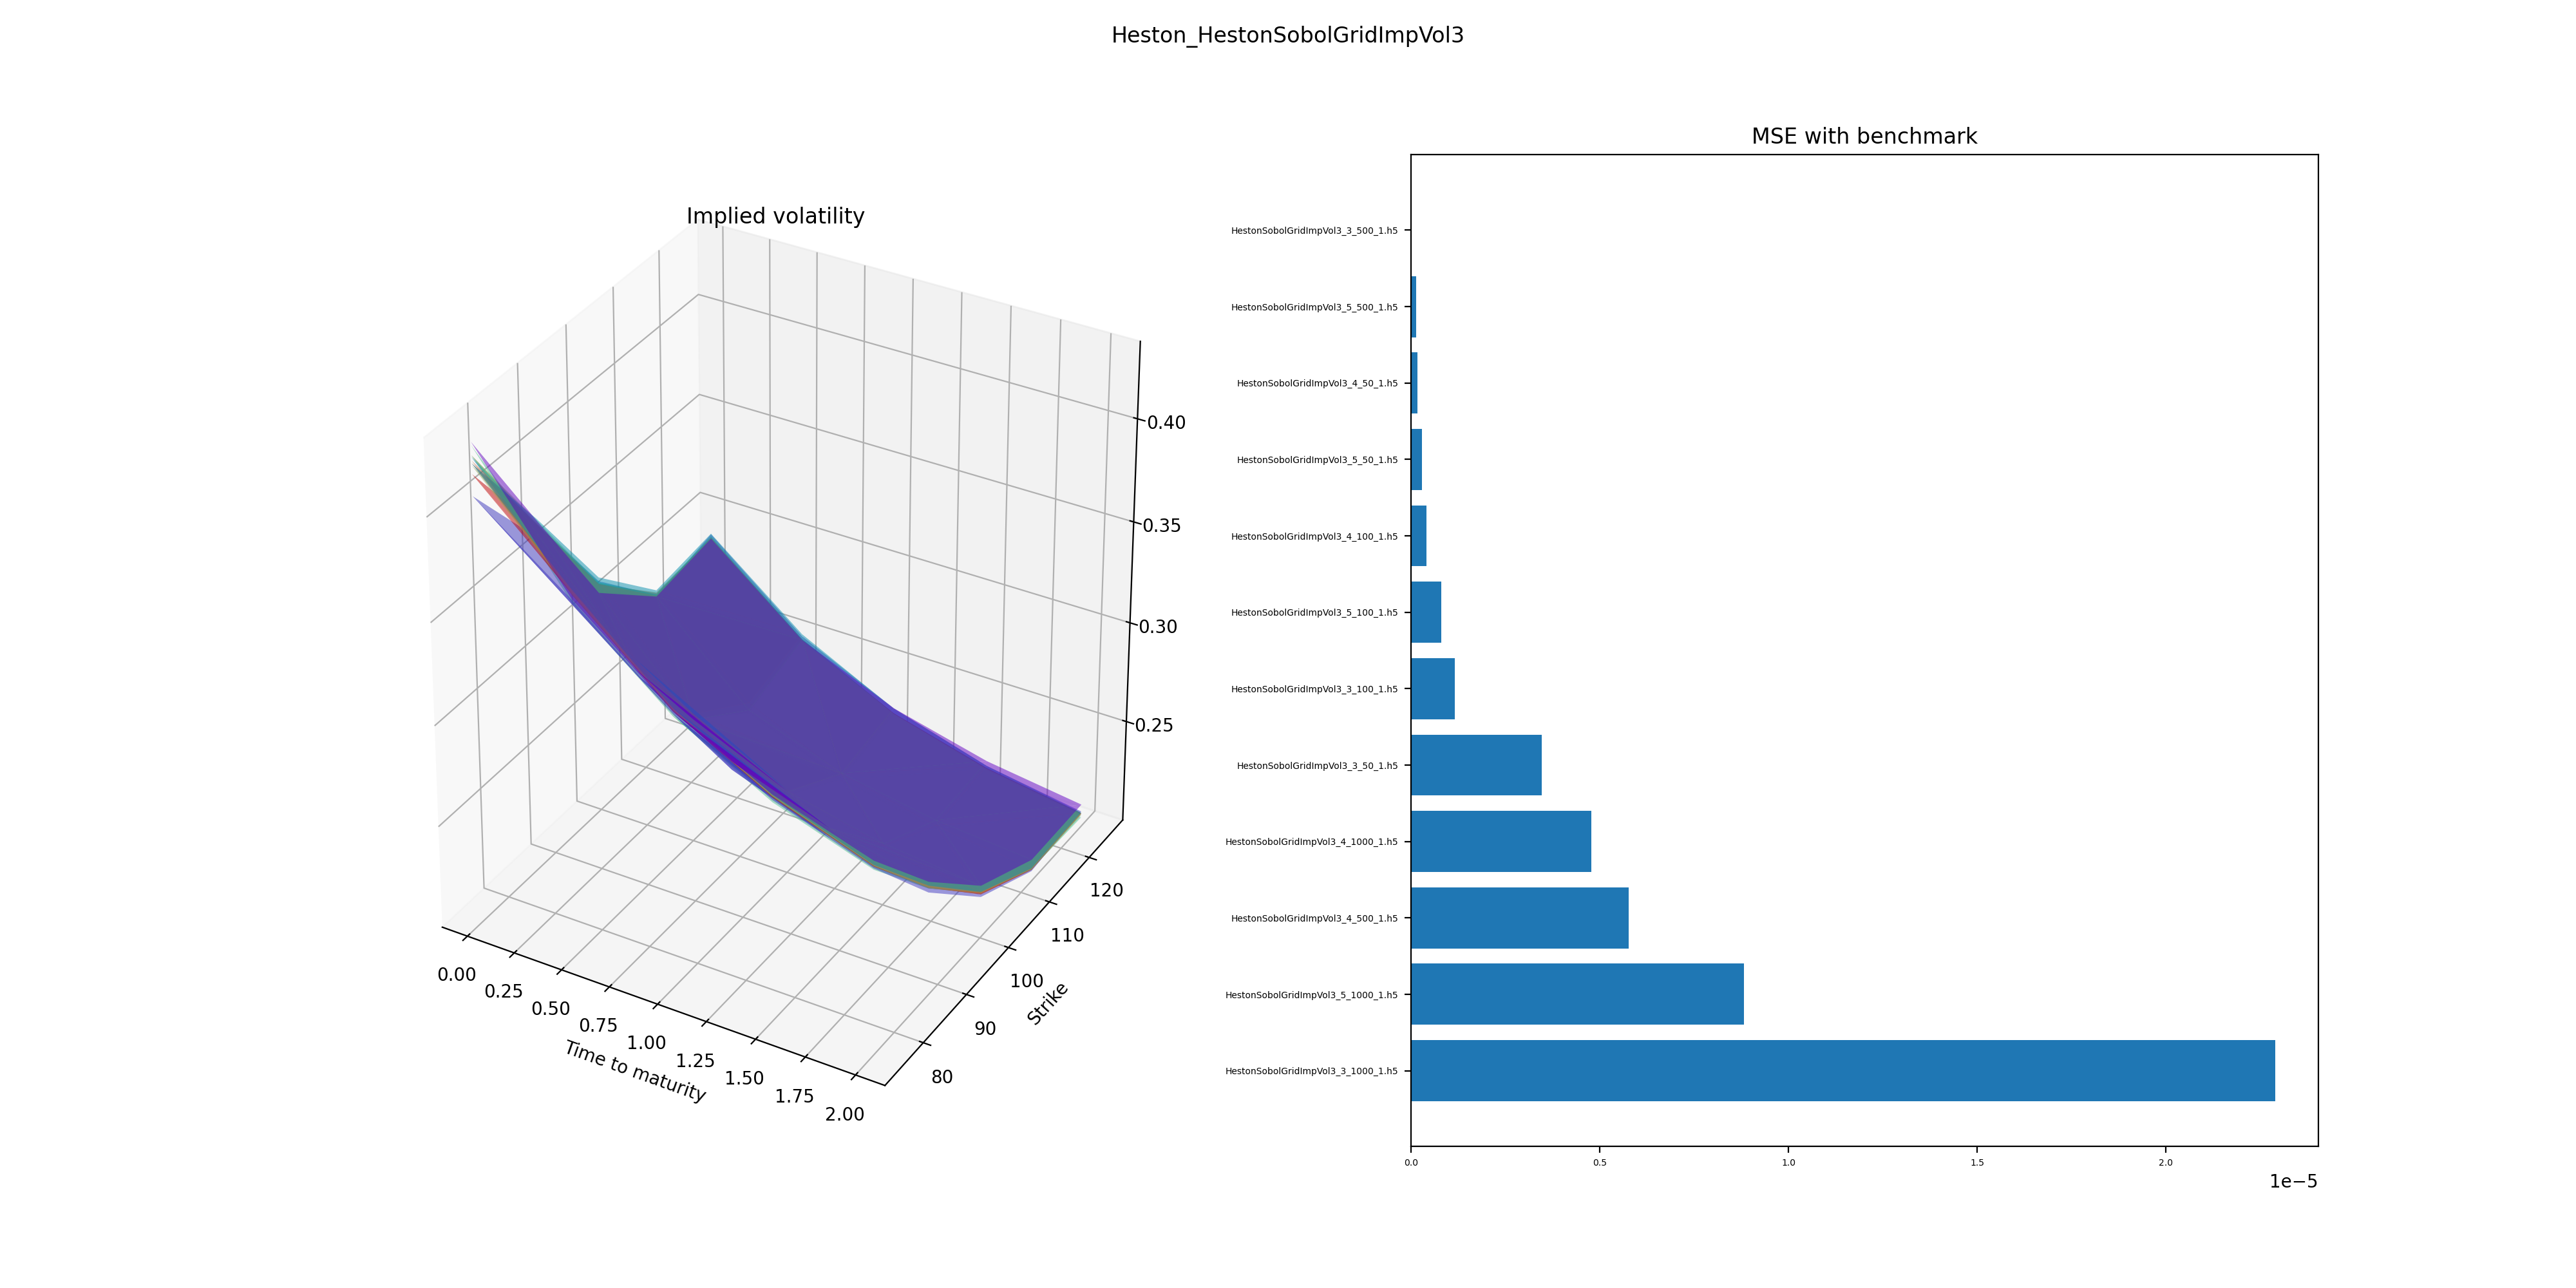 Heston_HestonSobolGridImpVol3
Implied volatility
0.40
0.35
0.30
0.25
0.00
0.25
0.50
0.75
1.00
1.25
1.50
1.75
2.00
Time to maturity
80
90
100
110
120
Strike
MSE with benchmark
HestonSobolGridImpVol3_3_500_1.h5
HestonSobolGridImpVol3_5_500_1.h5
HestonSobolGridImpVol3_4_50_1.h5
HestonSobolGridImpVol3_5_50_1.h5
HestonSobolGridImpVol3_4_100_1.h5
HestonSobolGridImpVol3_5_100_1.h5
HestonSobolGridImpVol3_3_100_1.h5
HestonSobolGridImpVol3_3_50_1.h5
HestonSobolGridImpVol3_4_1000_1.h5
HestonSobolGridImpVol3_4_500_1.h5
HestonSobolGridImpVol3_5_1000_1.h5
HestonSobolGridImpVol3_3_1000_1.h5
0.0 0.5 1.0 1.5 2.0
1e−5